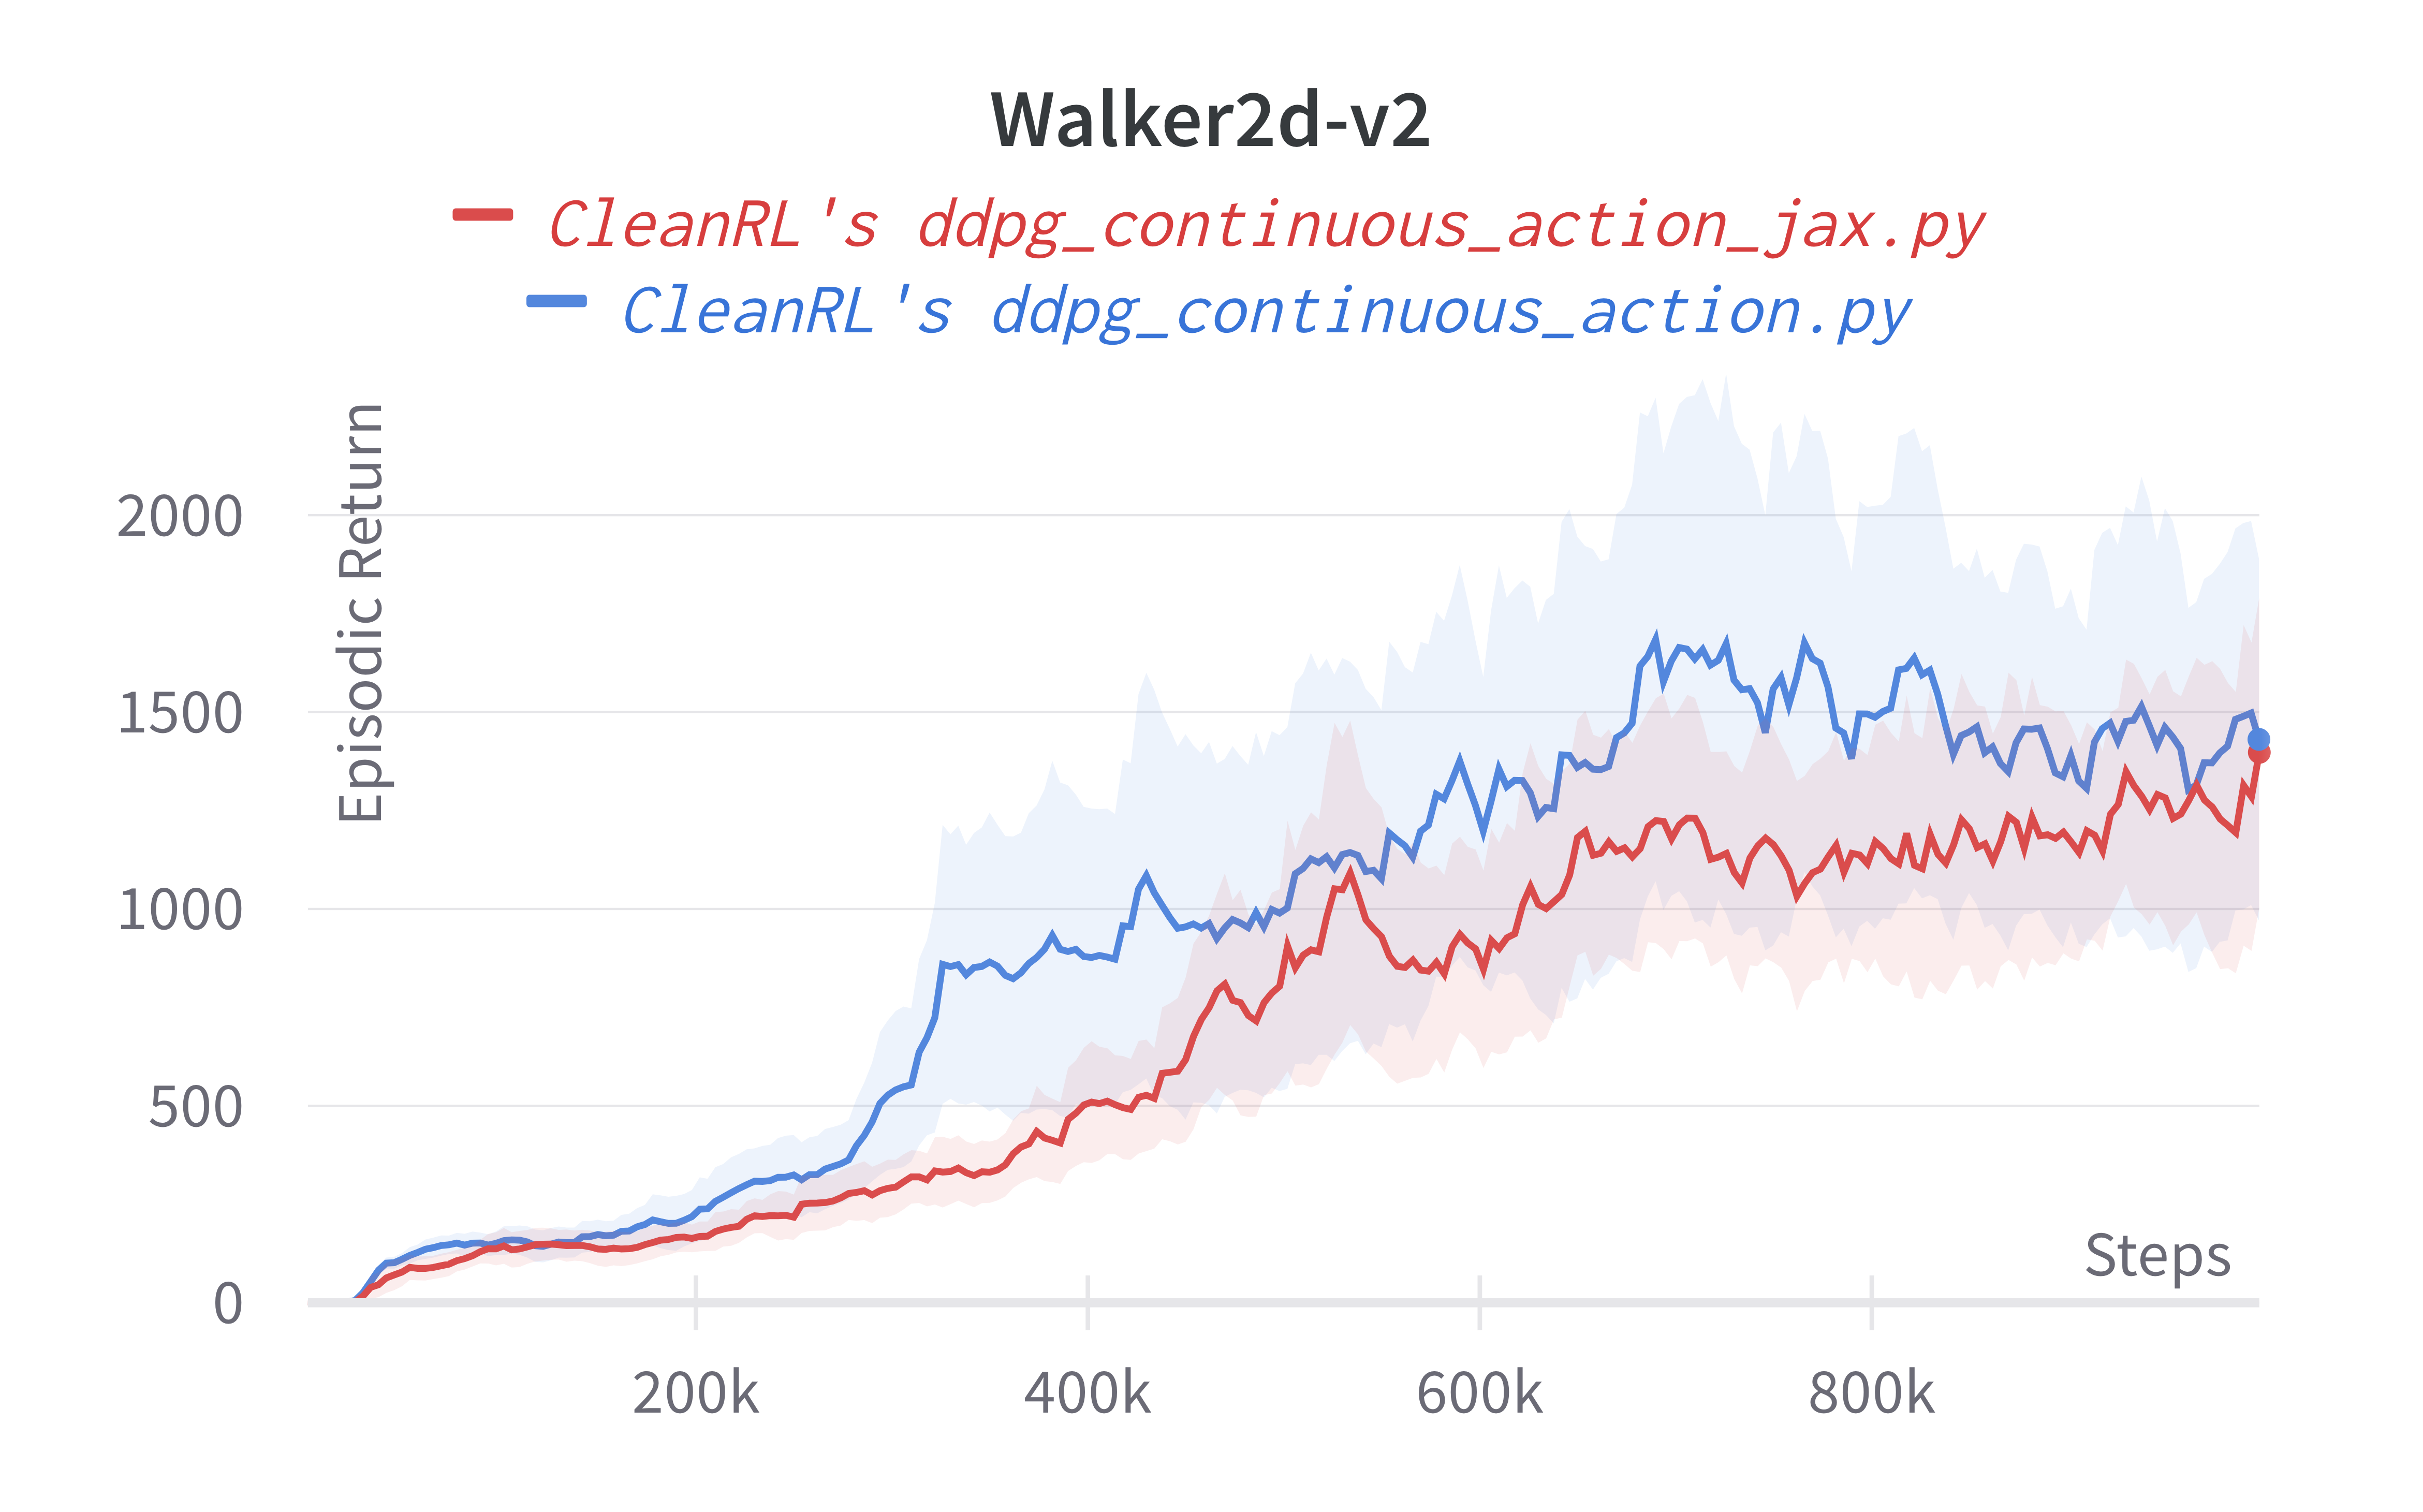 Walker2d-v2
CleanRL's ddpg_continuous_action_jax.py
CleanRL's ddpg_continuous_action.py
Episodic Return
2000
1500
1000
500
0
Steps
200k
400k
600k
800k